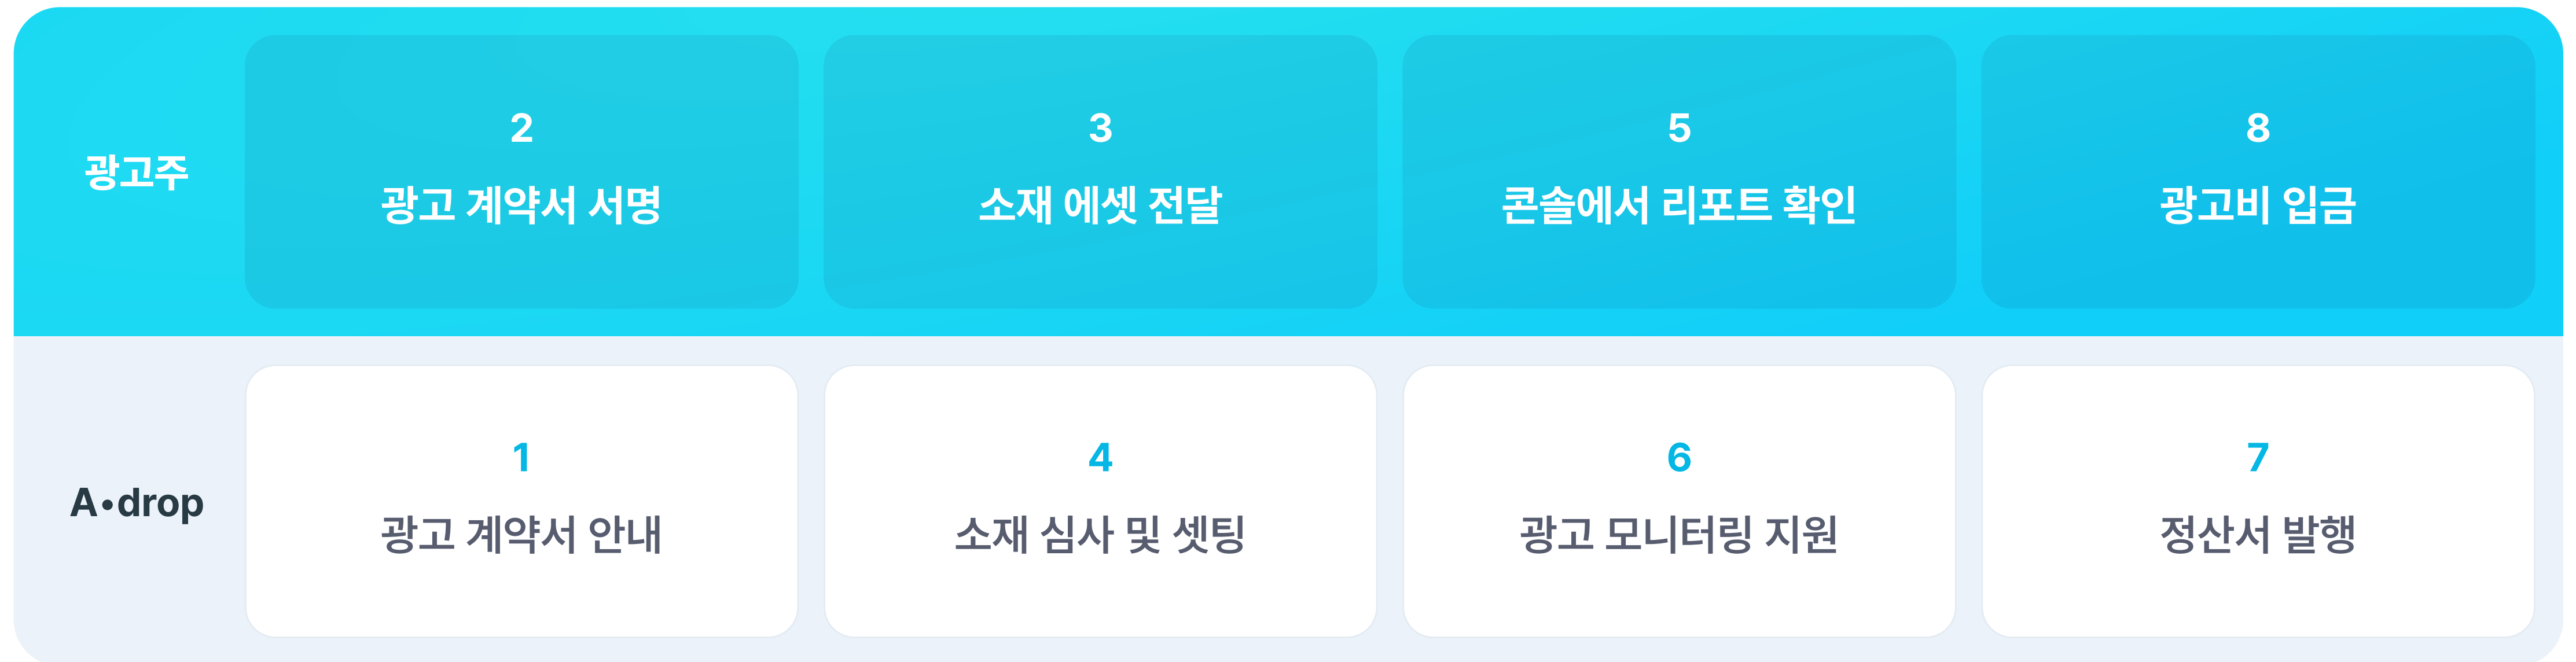 광고주
2
광고 계약서 서명
3
소재 에셋 전달
5
콘솔에서 리포트 확인
8
광고비 입금
A•drop
1
광고 계약서 안내
4
소재 심사 및 셋팅
6
광고 모니터링 지원
7
정산서 발행